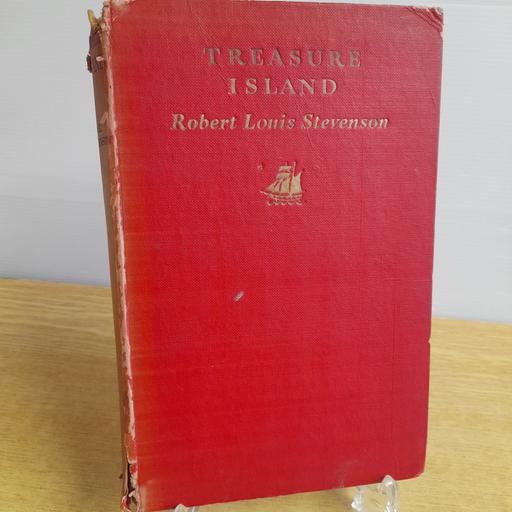 TREASURE
ISLAND
Robert Louis Stevenson